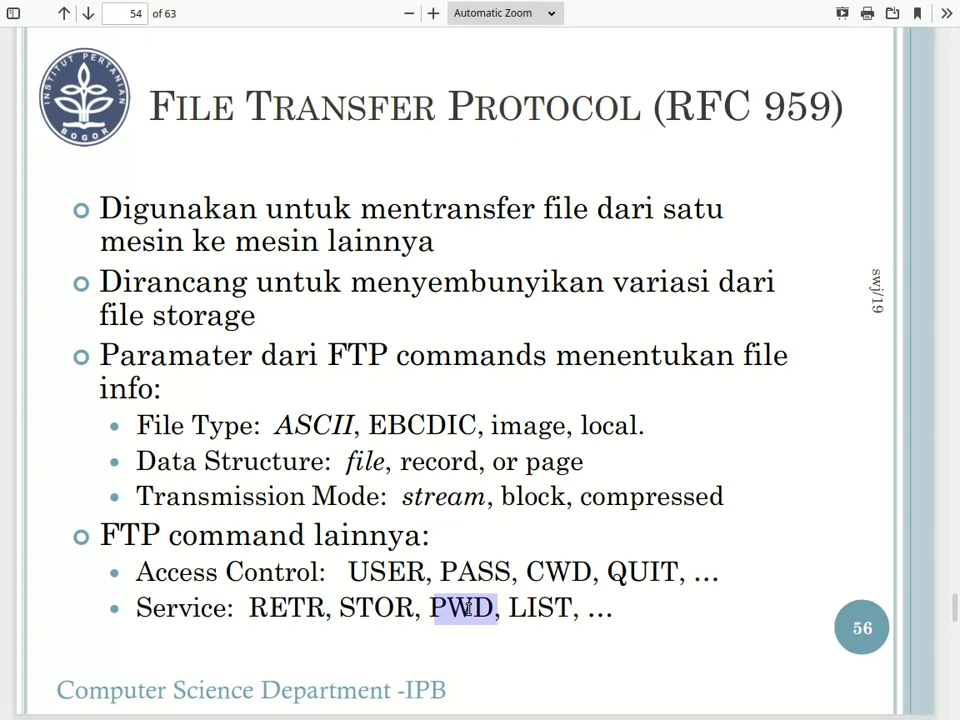 54 of 63 Automatic Zoom
INSTITUT PERTANIAN
BOGOR
FILE TRANSFER PROTOCOL (RFC 959)
Digunakan untuk mentransfer file dari satu
mesin ke mesin lainnya
Dirancang untuk menyembunyikan variasi dari
file storage
Paramater dari FTP commands menentukan file
info:
File Type: ASCII, EBCDIC, image, local.
Data Structure: file, record, or page
Transmission Mode: stream, block, compressed
FTP command lainnya:
Access Control: USER, PASS, CWD, QUIT, ...
Service: RETR, STOR, PWD, LIST, ...
swj/19
56
Computer Science Department -IPB